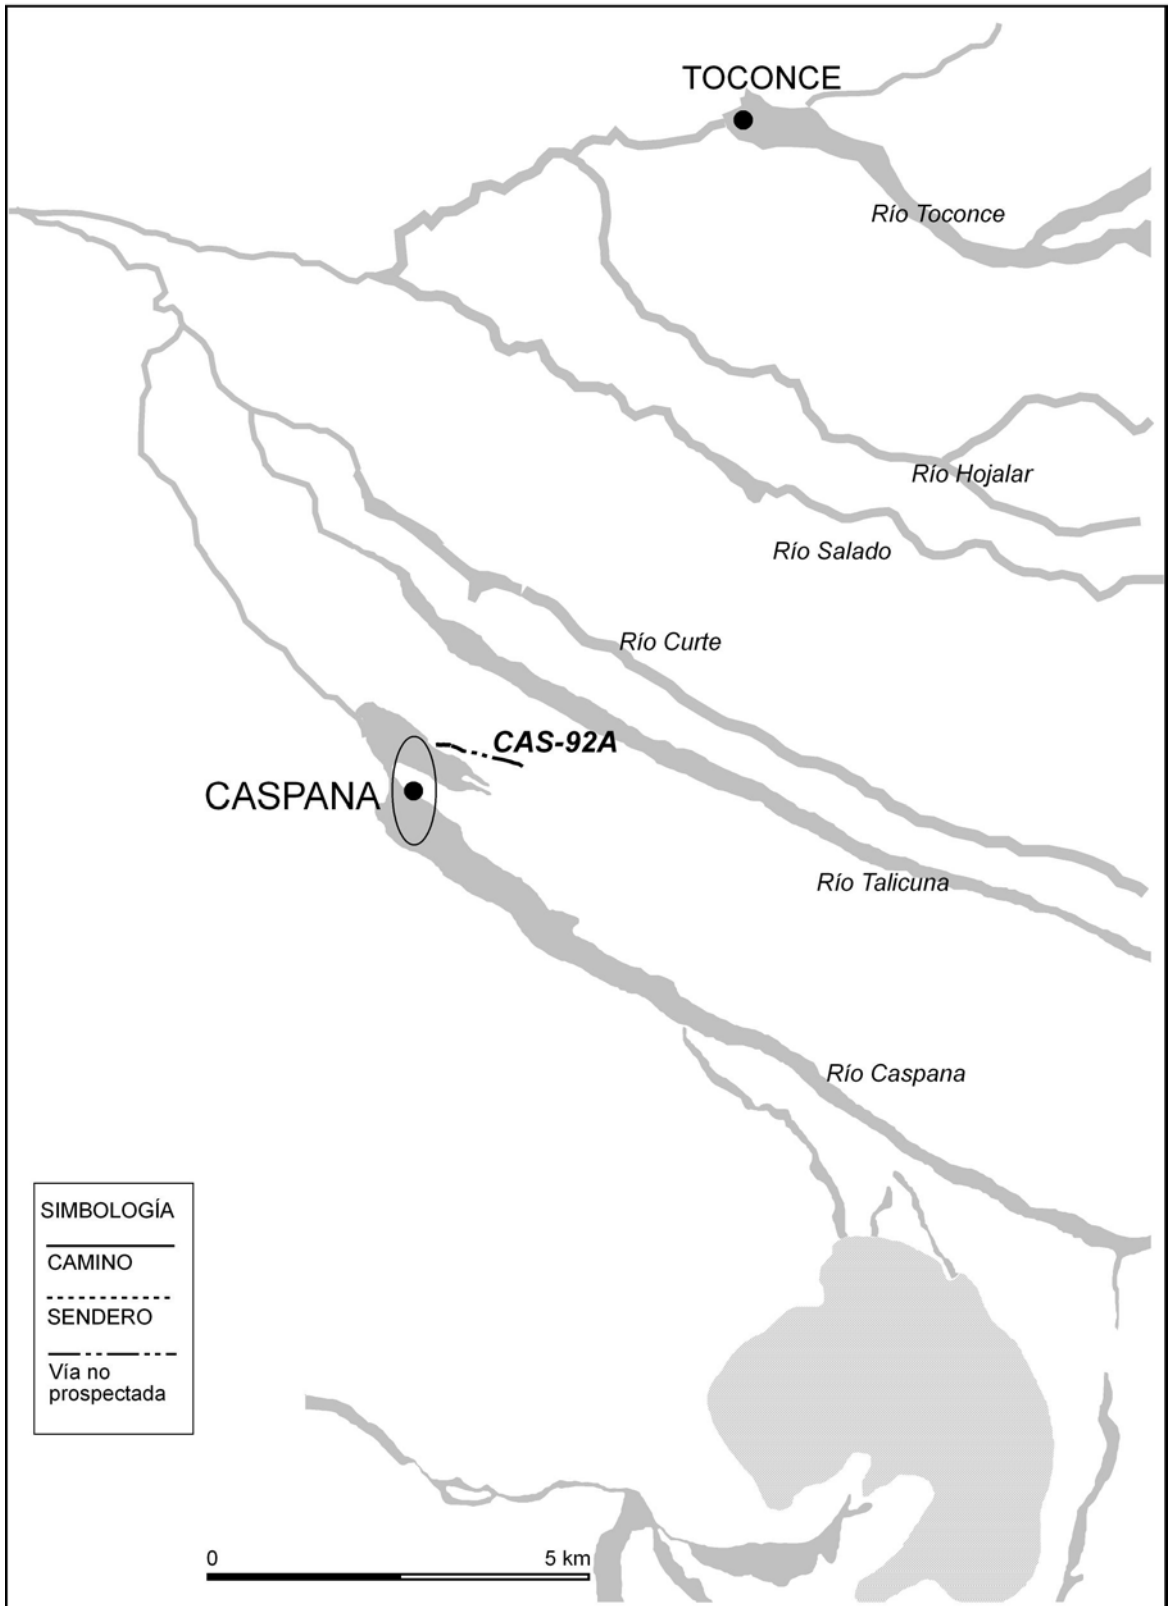 TOCONCE
Río Toconce
Río Hojalar
Río Salado
Río Curte
CAS-92A
CASPANA
Río Talicuna
Río Caspana
SIMBOLOGÍA
CAMINO
SENDERO
Vía no
prospectada
0 5 km